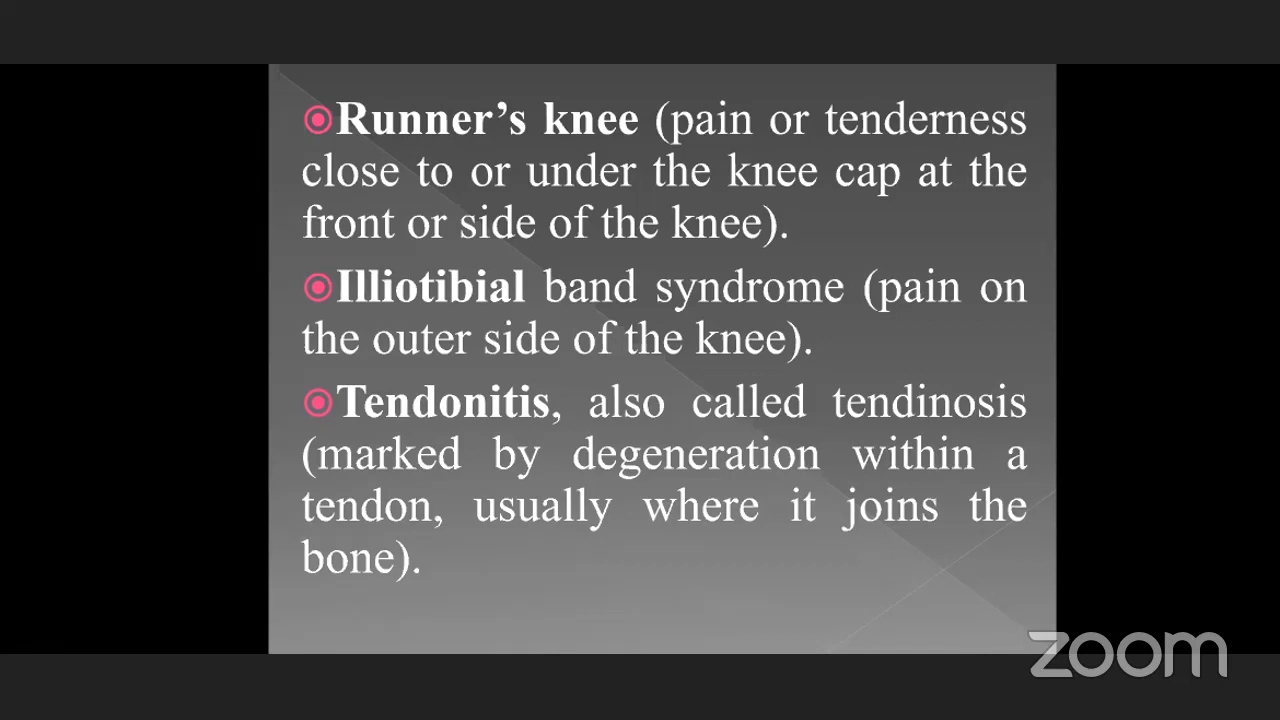 Runner’s knee (pain or tenderness
close to or under the knee cap at the
front or side of the knee).
Illiotibial band syndrome (pain on
the outer side of the knee).
Tendonitis, also called tendinosis
(marked by degeneration within a
tendon, usually where it joins the
bone).
zoom